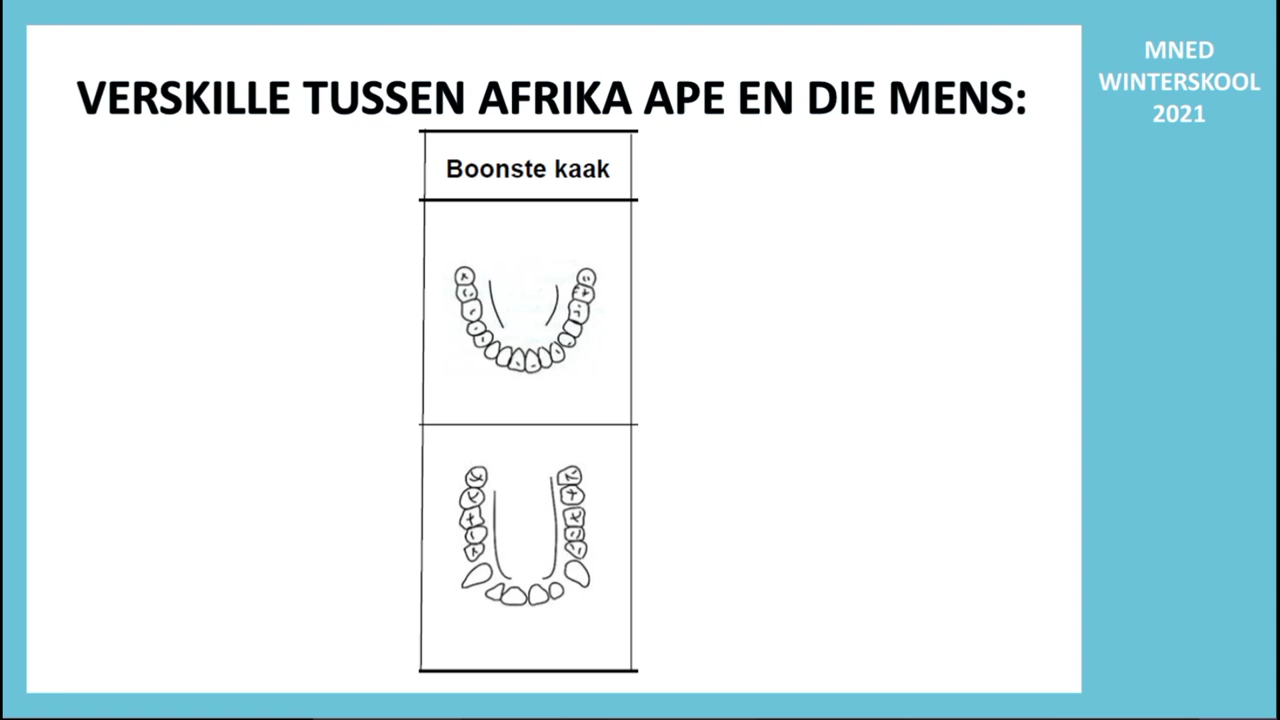 VERSKILLE TUSSEN AFRIKA APE EN DIE MENS:
Boonste kaak
MNED
WINTERSKOOL
2021